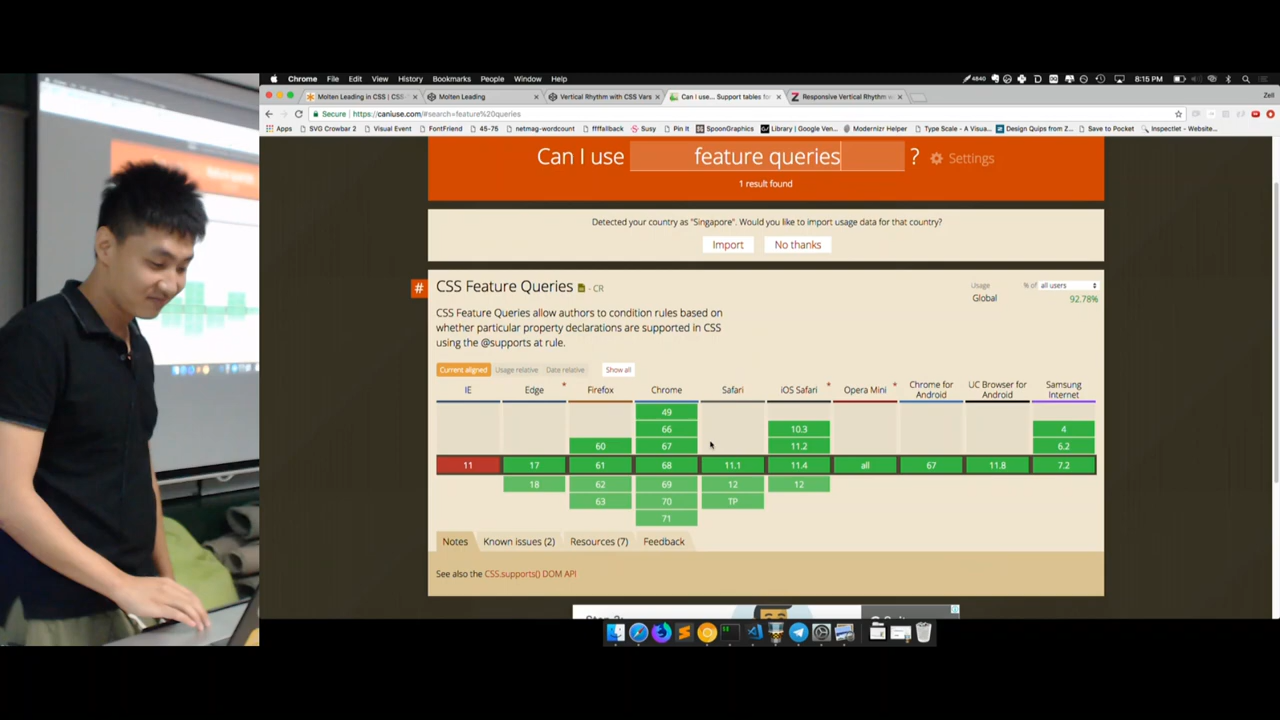 Chrome File Edit View History Bookmarks People Window Help
4840 8:15 PM
Molten Leading in CSS | CSS
Molten Leading
Vertical Rhythm with CSS Vars
Can I use... Support tables fo
Responsive Vertical Rhythm w
Zell
Secure https://caniuse.com/#search=feature%20queries
Apps SVG Crowbar 2 Visual Event FontFriend 45-75 netmag-wordcount ffffallback Susy Pin It SpoonGraphics Library | Google Ven... Modernizr Helper Type Scale - A Visua... Design Quips from Z... Save to Pocket Inspectlet - Website...
Can I use feature queries ? Settings
1 result found
Detected your country as "Singapore". Would you like to import usage data for that country?
Import No thanks
# CSS Feature Queries - CR
Usage % of all users
Global 92.78%
CSS Feature Queries allow authors to condition rules based on
whether particular property declarations are supported in CSS
using the @supports at rule.
Current aligned Usage relative Date relative Show all
IE Edge * Firefox Chrome Safari iOS Safari * Opera Mini * Chrome for Android UC Browser for Android Samsung Internet
49
66 10.3 4
60 67 11.2 6.2
11 17 61 68 11.1 11.4 all 67 11.8 7.2
18 62 69 12 12
63 70 TP
71
Notes Known issues (2) Resources (7) Feedback
See also the CSS.supports() DOM API